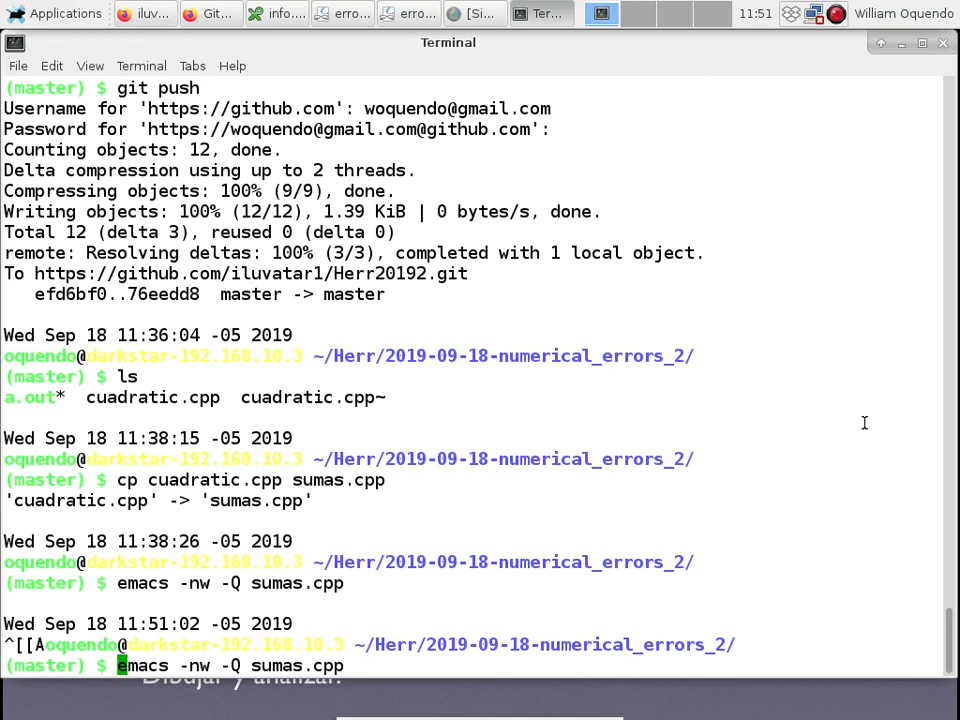 Applications iluv... Git... info.... erro... erro... [Si... Ter... 11:51 William Oquendo
Terminal
File Edit View Terminal Tabs Help
(master) $ git push
Username for 'https://github.com': woquendo@gmail.com
Password for 'https://woquendo@gmail.com@github.com':
Counting objects: 12, done.
Delta compression using up to 2 threads.
Compressing objects: 100% (9/9), done.
Writing objects: 100% (12/12), 1.39 KiB | 0 bytes/s, done.
Total 12 (delta 3), reused 0 (delta 0)
remote: Resolving deltas: 100% (3/3), completed with 1 local object.
To https://github.com/iluvatar1/Herr20192.git
efd6bf0..76eedd8 master -> master
Wed Sep 18 11:36:04 -05 2019
oquendo@darkstar-192.168.10.3 ~/Herr/2019-09-18-numerical_errors_2/
(master) $ ls
a.out* cuadratic.cpp cuadratic.cpp~
Wed Sep 18 11:38:15 -05 2019
oquendo@darkstar-192.168.10.3 ~/Herr/2019-09-18-numerical_errors_2/
(master) $ cp cuadratic.cpp sumas.cpp
'cuadratic.cpp' -> 'sumas.cpp'
Wed Sep 18 11:38:26 -05 2019
oquendo@darkstar-192.168.10.3 ~/Herr/2019-09-18-numerical_errors_2/
(master) $ emacs -nw -Q sumas.cpp
Wed Sep 18 11:51:02 -05 2019
^[[Aoquendo@darkstar-192.168.10.3 ~/Herr/2019-09-18-numerical_errors_2/
(master) $ emacs -nw -Q sumas.cpp
Dibujar y analizar.